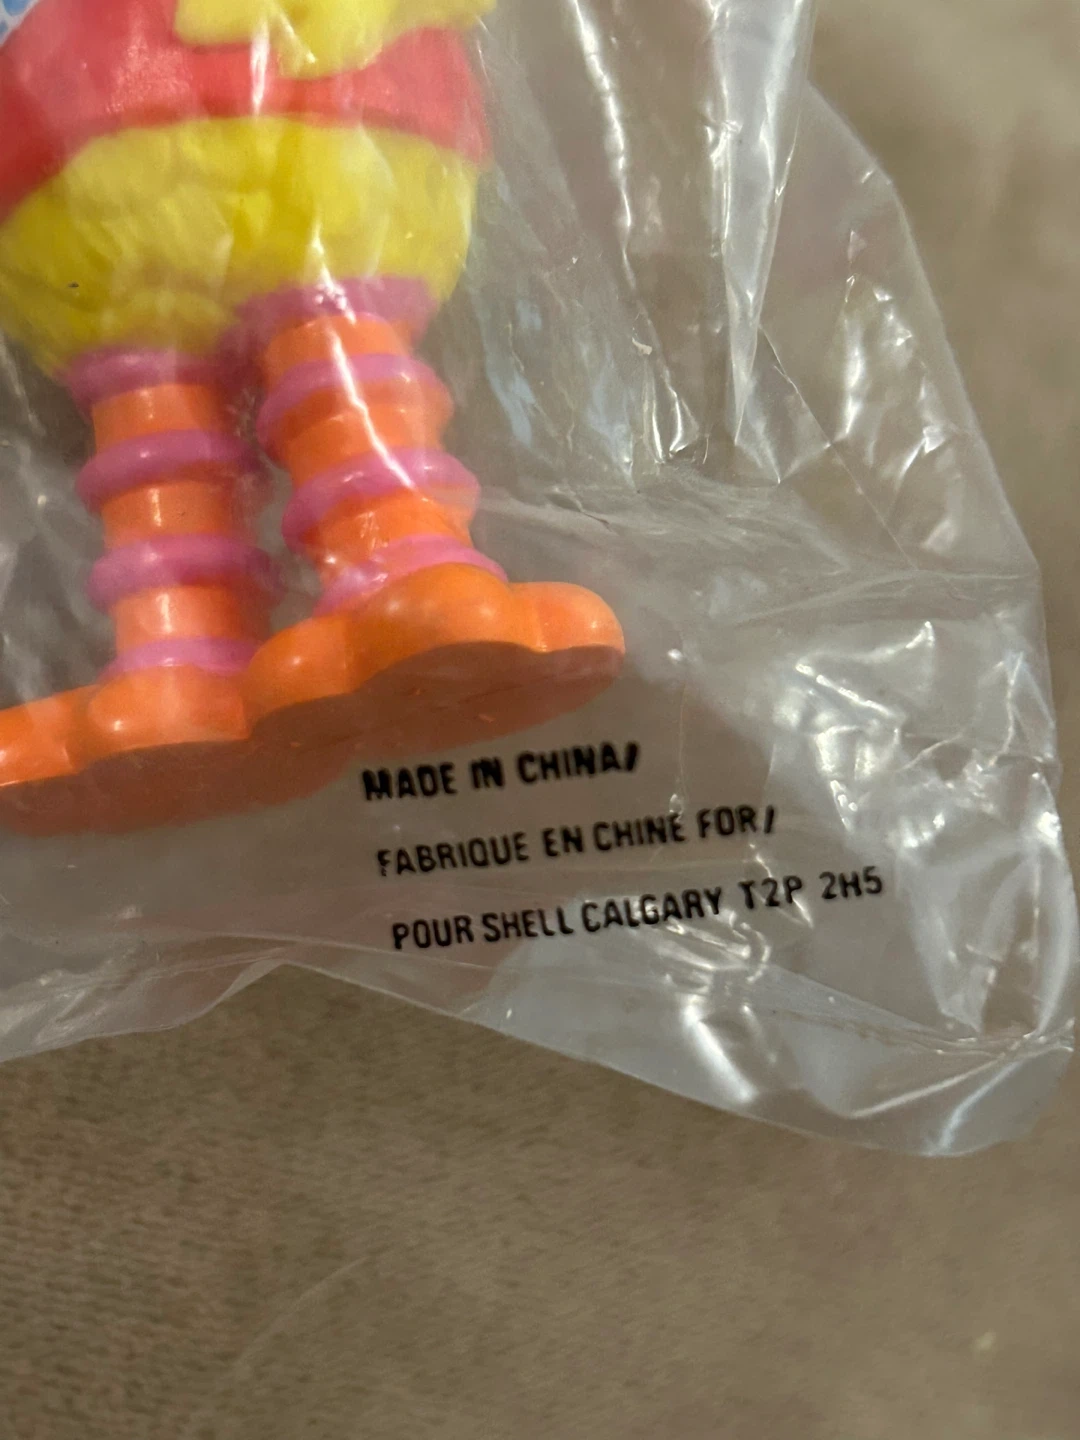 MADE IN CHINA/
FABRIQUE EN CHINE FOR/
POUR SHELL CALGARY T2P 2H5